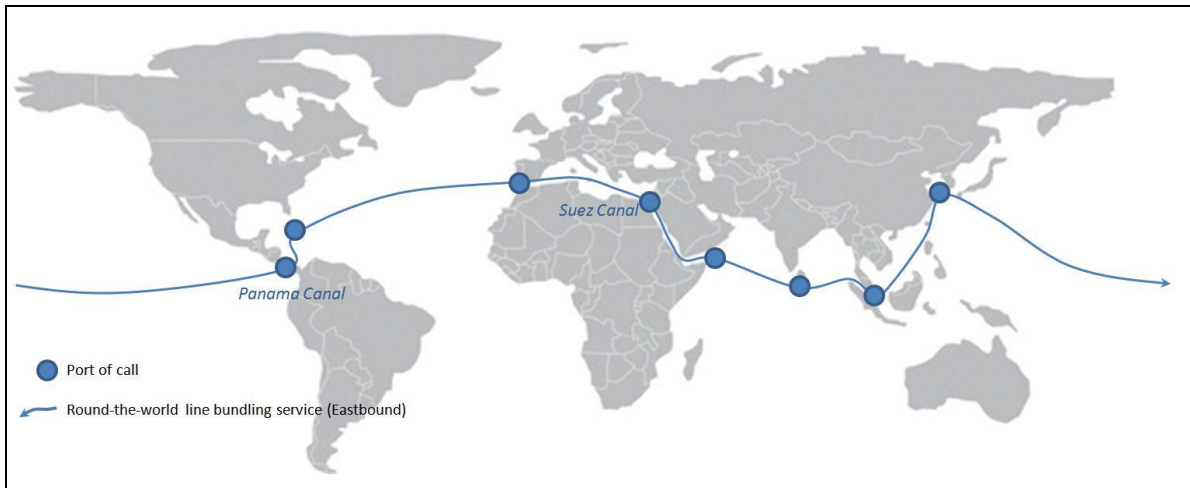 Suez Canal
Panama Canal
Port of call
Round-the-world line bundling service (Eastbound)